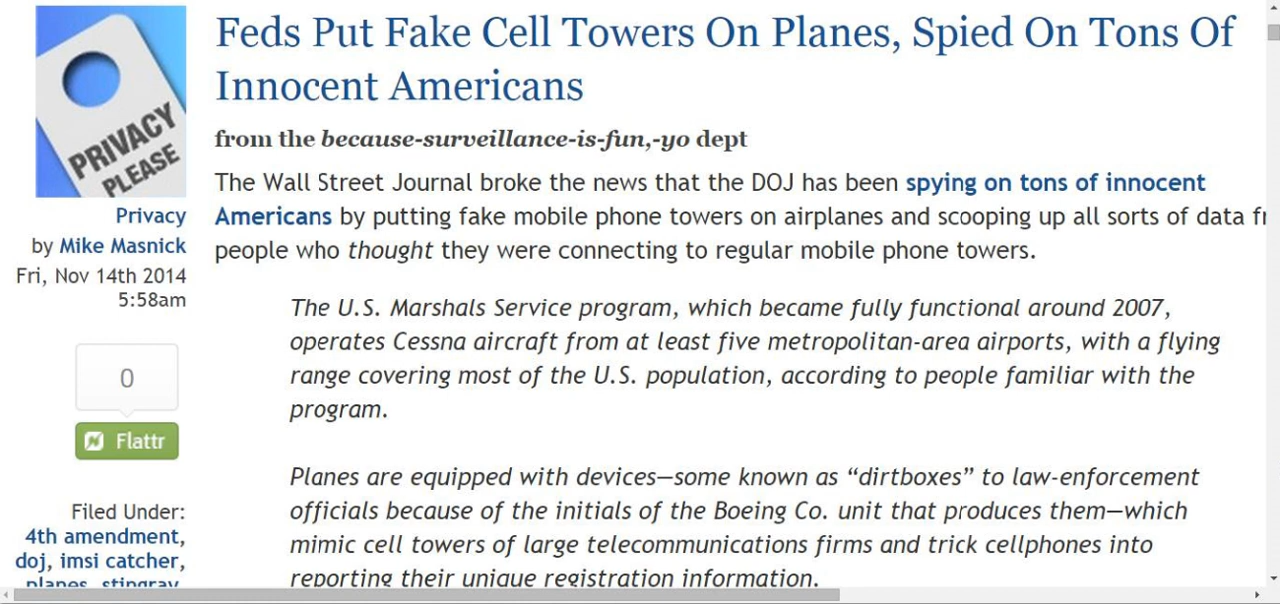 Feds Put Fake Cell Towers On Planes, Spied On Tons Of
Innocent Americans
from the because-surveillance-is-fun,-yo dept
PRIVACY
PLEASE
Privacy
by Mike Masnick
Fri, Nov 14th 2014
5:58am
0
Flattr
Filed Under:
4th amendment,
doj, imsi catcher,
planes, stingray,
The Wall Street Journal broke the news that the DOJ has been spying on tons of innocent
Americans by putting fake mobile phone towers on airplanes and scooping up all sorts of data
people who thought they were connecting to regular mobile phone towers.
The U.S. Marshals Service program, which became fully functional around 2007,
operates Cessna aircraft from at least five metropolitan-area airports, with a flying
range covering most of the U.S. population, according to people familiar with the
program.
Planes are equipped with devices—some known as “dirtboxes” to law-enforcement
officials because of the initials of the Boeing Co. unit that produces them—which
mimic cell towers of large telecommunications firms and trick cellphones into
reporting their unique registration information.